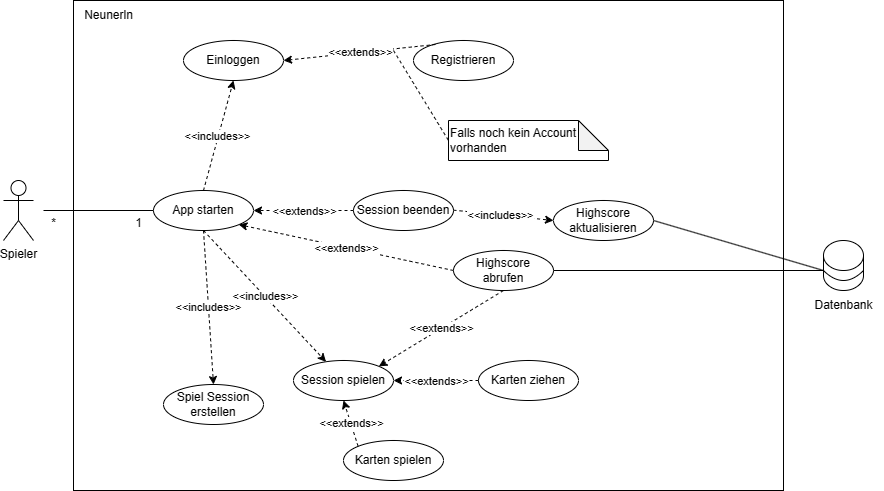 NeunerIn
Einloggen
<<extends>>
Registrieren
<<includes>>
Falls noch kein Account
vorhanden
Spieler
*
1
App starten
<<extends>>
Session beenden
<<includes>>
Highscore
aktualisieren
<<extends>>
Highscore
abrufen
Datenbank
<<includes>>
<<includes>>
<<extends>>
Spiel Session
erstellen
Session spielen
<<extends>>
Karten ziehen
<<extends>>
Karten spielen